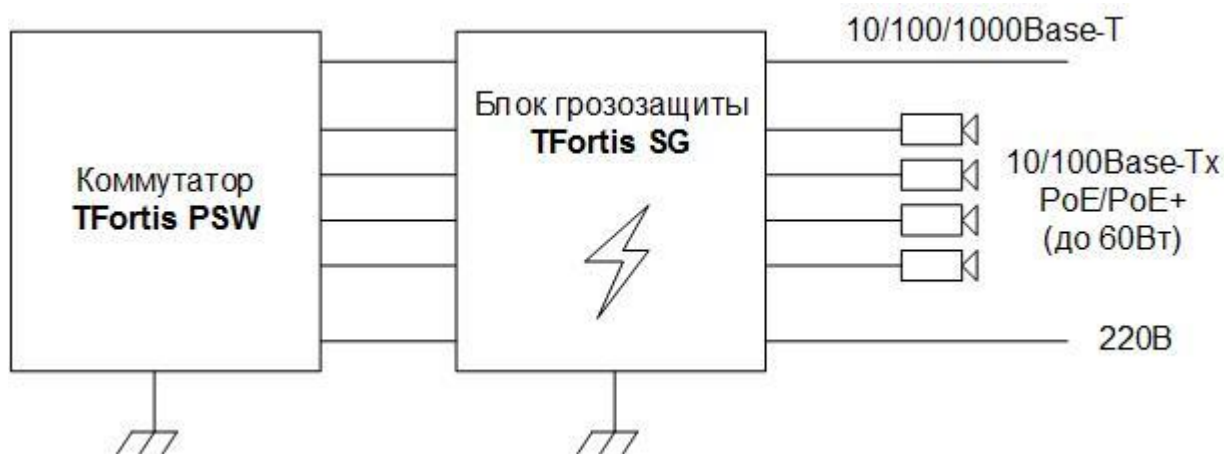 10/100/1000Base-T
Блок грозозащиты
TFortis SG
Коммутатор
TFortis PSW
10/100Base-Tx
PoE/PoE+
(до 60Вт)
220В